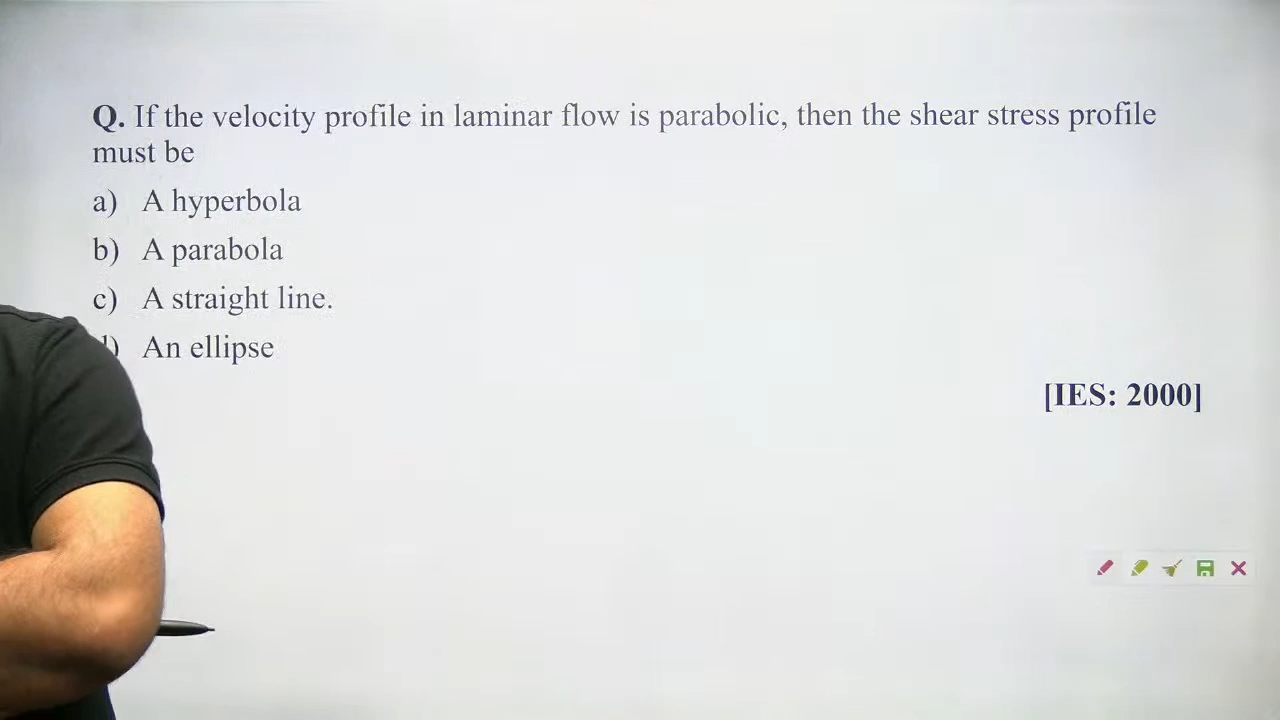 Q. If the velocity profile in laminar flow is parabolic, then the shear stress profile
must be
a) A hyperbola
b) A parabola
c) A straight line.
) An ellipse
[IES: 2000]